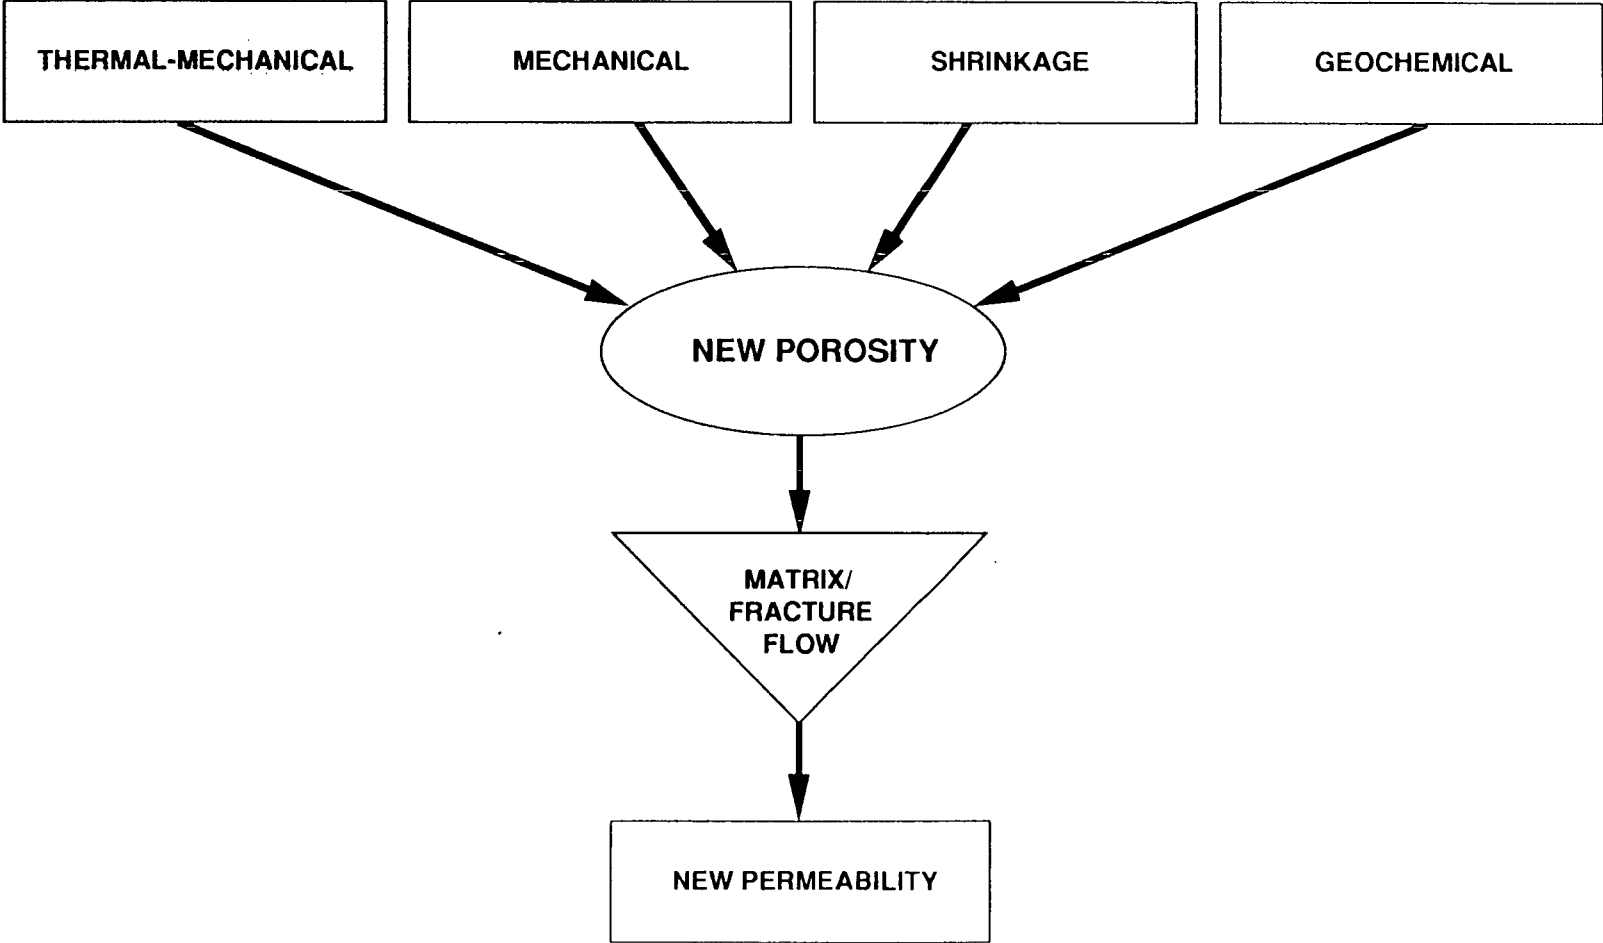 THERMAL-MECHANICAL
MECHANICAL
SHRINKAGE
GEOCHEMICAL
NEW POROSITY
MATRIX/
FRACTURE
FLOW
NEW PERMEABILITY